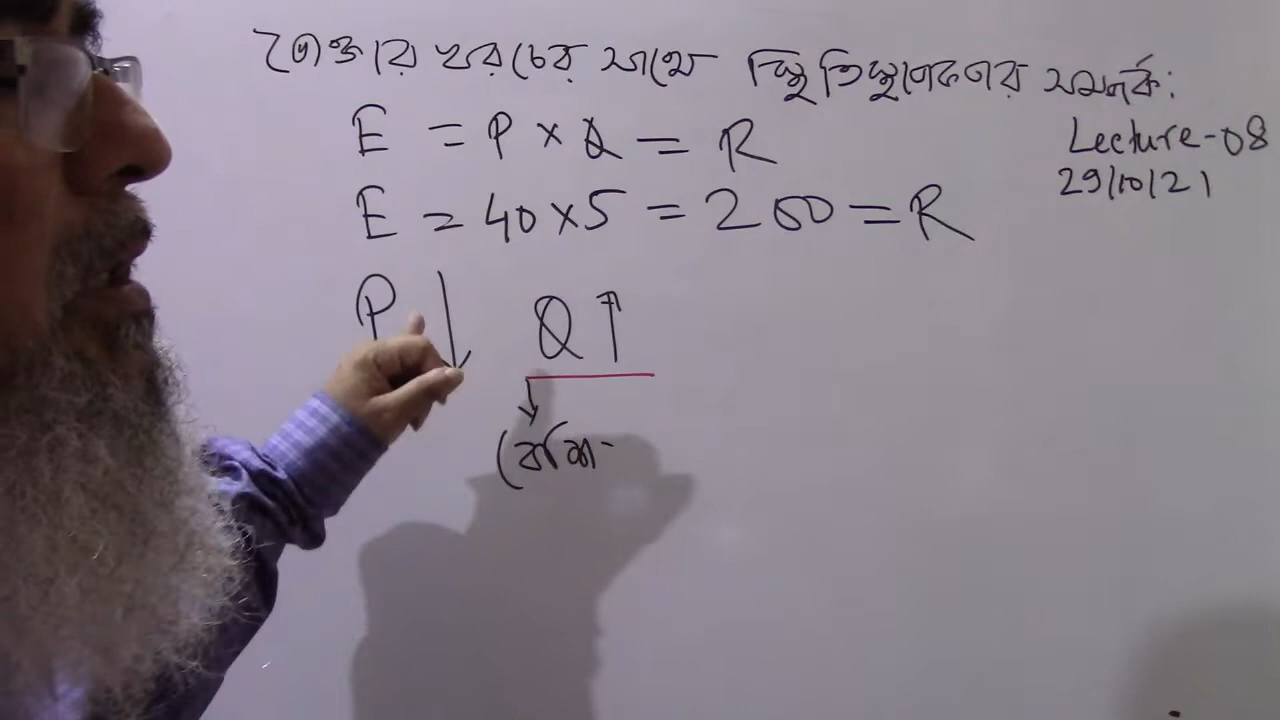 ভোক্তার খরচের সাথে স্থিতিস্থাপকতার সম্পর্ক:
E = P × Q = R
Lecture-08
E = 40×5 = 200 = R
29/10/21
P ↓ Q ↑
↓